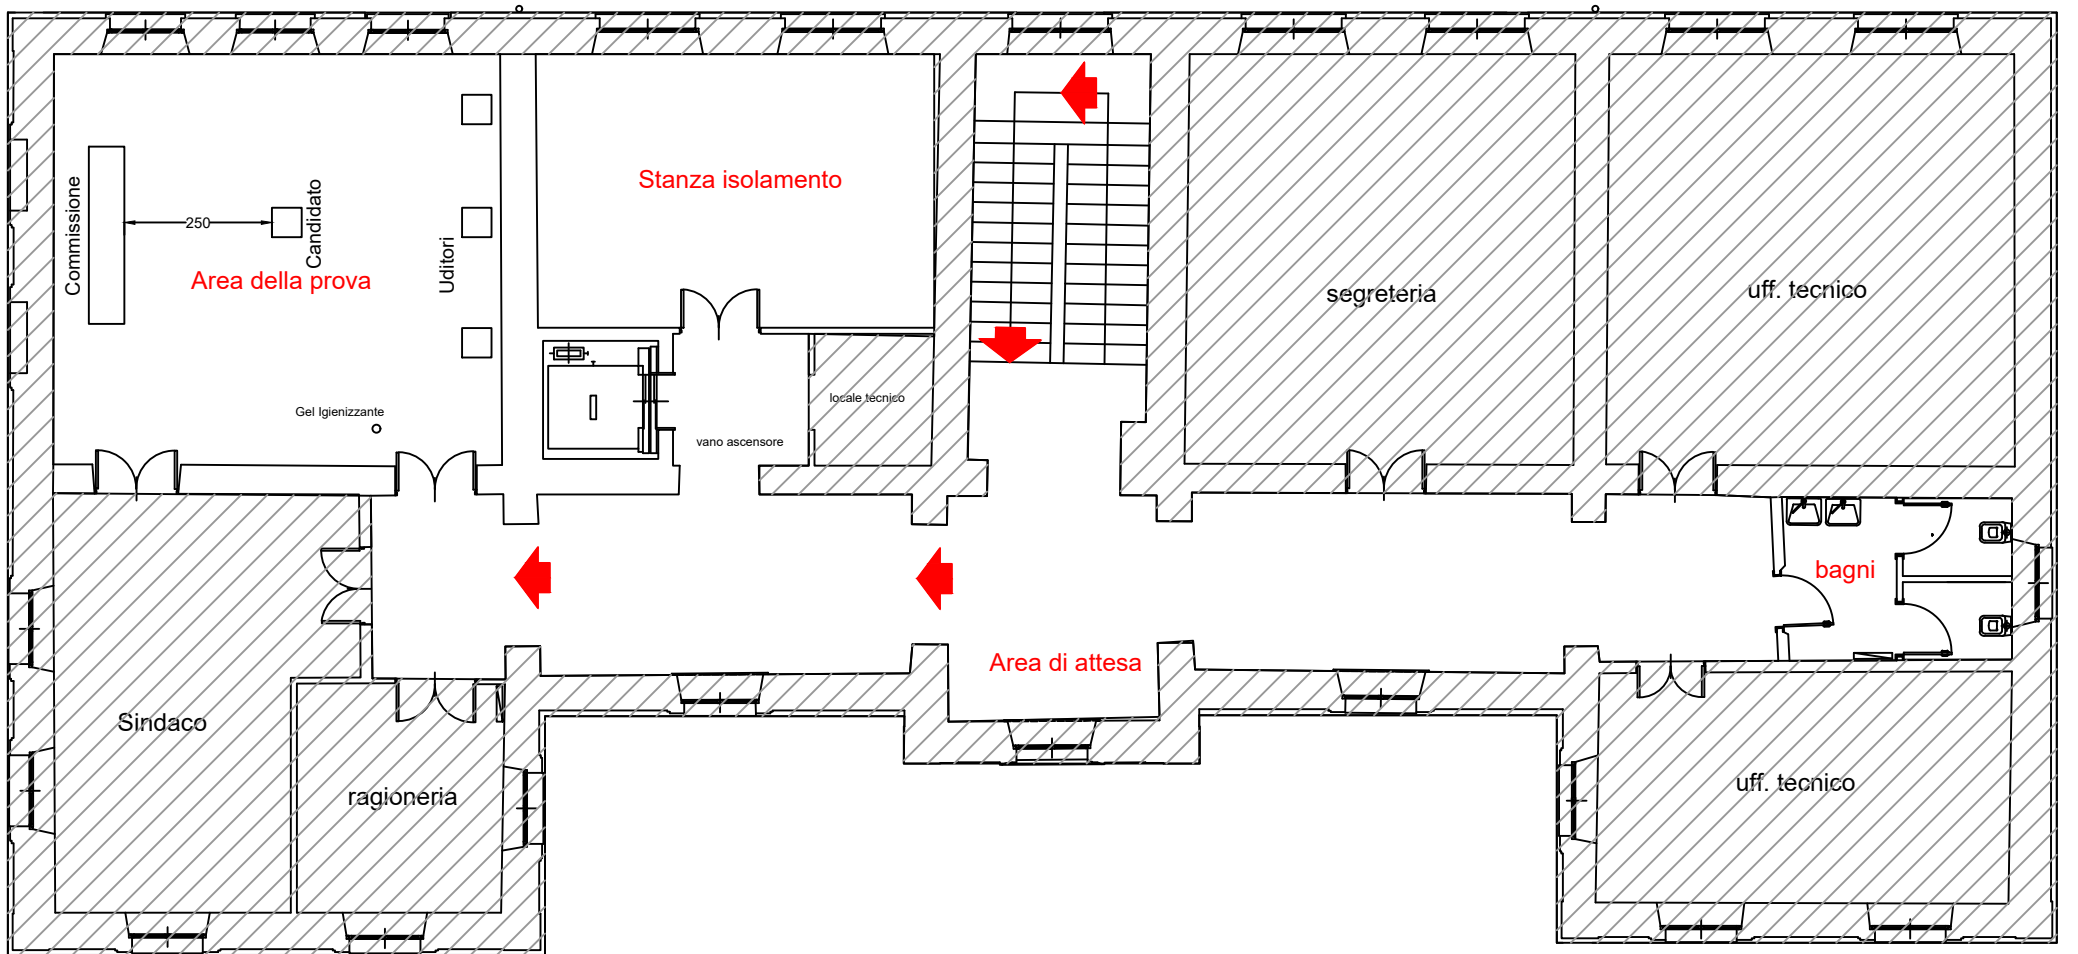 Commissione
250
Candidato
Area della prova
Uditori
Gel Igienizzante
Stanza isolamento
vano ascensore
locale tecnico
segreteria
uff. tecnico
bagni
Area di attesa
Sindaco
ragioneria
uff. tecnico